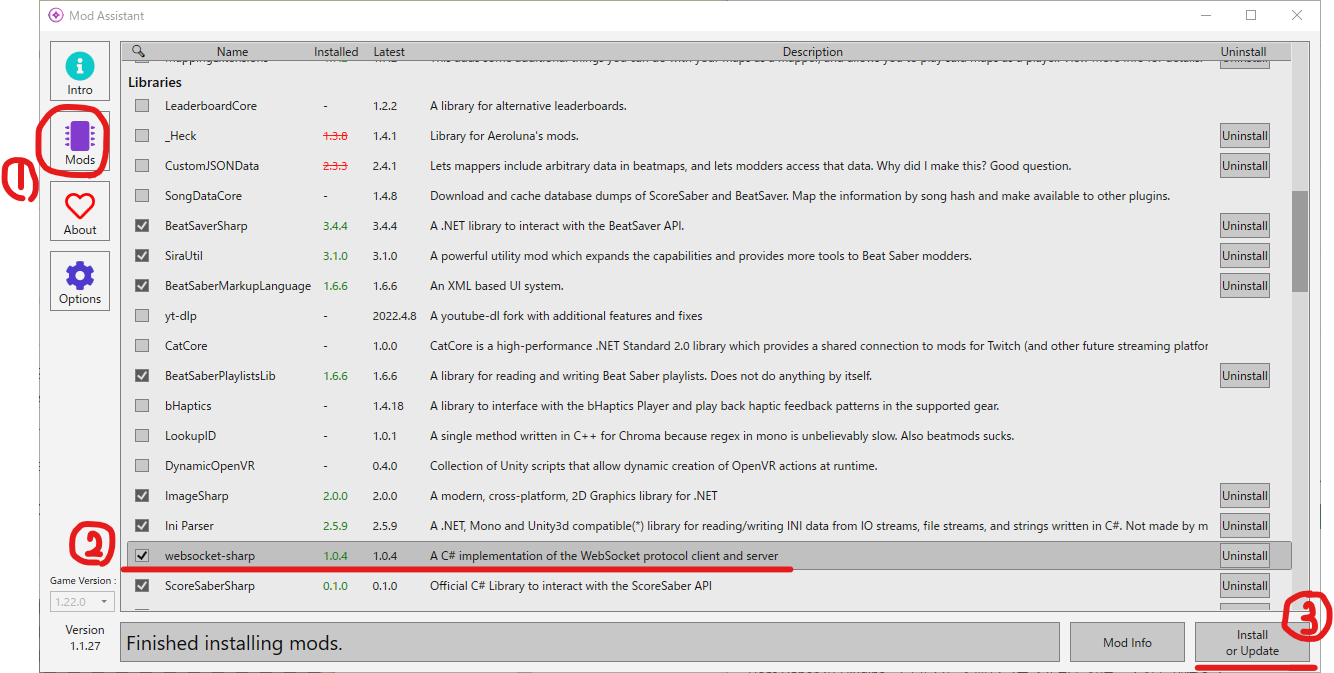 Mod Assistant
Name Installed Latest Description Uninstall
Libraries
LeaderboardCore - 1.2.2 A library for alternative leaderboards.
_Heck 1.3.8 1.4.1 Library for Aeroluna's mods. Uninstall
CustomJSONData 2.3.3 2.4.1 Lets mappers include arbitrary data in beatmaps, and lets modders access that data. Why did I make this? Good question. Uninstall
SongDataCore - 1.4.8 Download and cache database dumps of ScoreSaber and BeatSaver. Map the information by song hash and make available to other plugins.
BeatSaverSharp 3.4.4 3.4.4 A .NET library to interact with the BeatSaver API. Uninstall
SiraUtil 3.1.0 3.1.0 A powerful utility mod which expands the capabilities and provides more tools to Beat Saber modders. Uninstall
BeatSaberMarkupLanguage 1.6.6 1.6.6 An XML based UI system. Uninstall
yt-dlp - 2022.4.8 A youtube-dl fork with additional features and fixes
CatCore - 1.0.0 CatCore is a high-performance .NET Standard 2.0 library which provides a shared connection to mods for Twitch (and other future streaming platfor
BeatSaberPlaylistsLib 1.6.6 1.6.6 A library for reading and writing Beat Saber playlists. Does not do anything by itself. Uninstall
bHaptics - 1.4.18 A library to interface with the bHaptics Player and play back haptic feedback patterns in the supported gear.
LookupID - 1.0.1 A single method written in C++ for Chroma because regex in mono is unbelievably slow. Also beatmods sucks.
DynamicOpenVR - 0.4.0 Collection of Unity scripts that allow dynamic creation of OpenVR actions at runtime.
ImageSharp 2.0.0 2.0.0 A modern, cross-platform, 2D Graphics library for .NET Uninstall
Ini Parser 2.5.9 2.5.9 A .NET, Mono and Unity3d compatible(*) library for reading/writing INI data from IO streams, file streams, and strings written in C#. Not made by m Uninstall
websocket-sharp 1.0.4 1.0.4 A C# implementation of the WebSocket protocol client and server Uninstall
ScoreSaberSharp 0.1.0 0.1.0 Official C# Library to interact with the ScoreSaber API Uninstall
Intro
① Mods
About
Options
②
Game Version :
1.22.0
Version
1.1.27
Finished installing mods.
Mod Info
③
Install
or Update